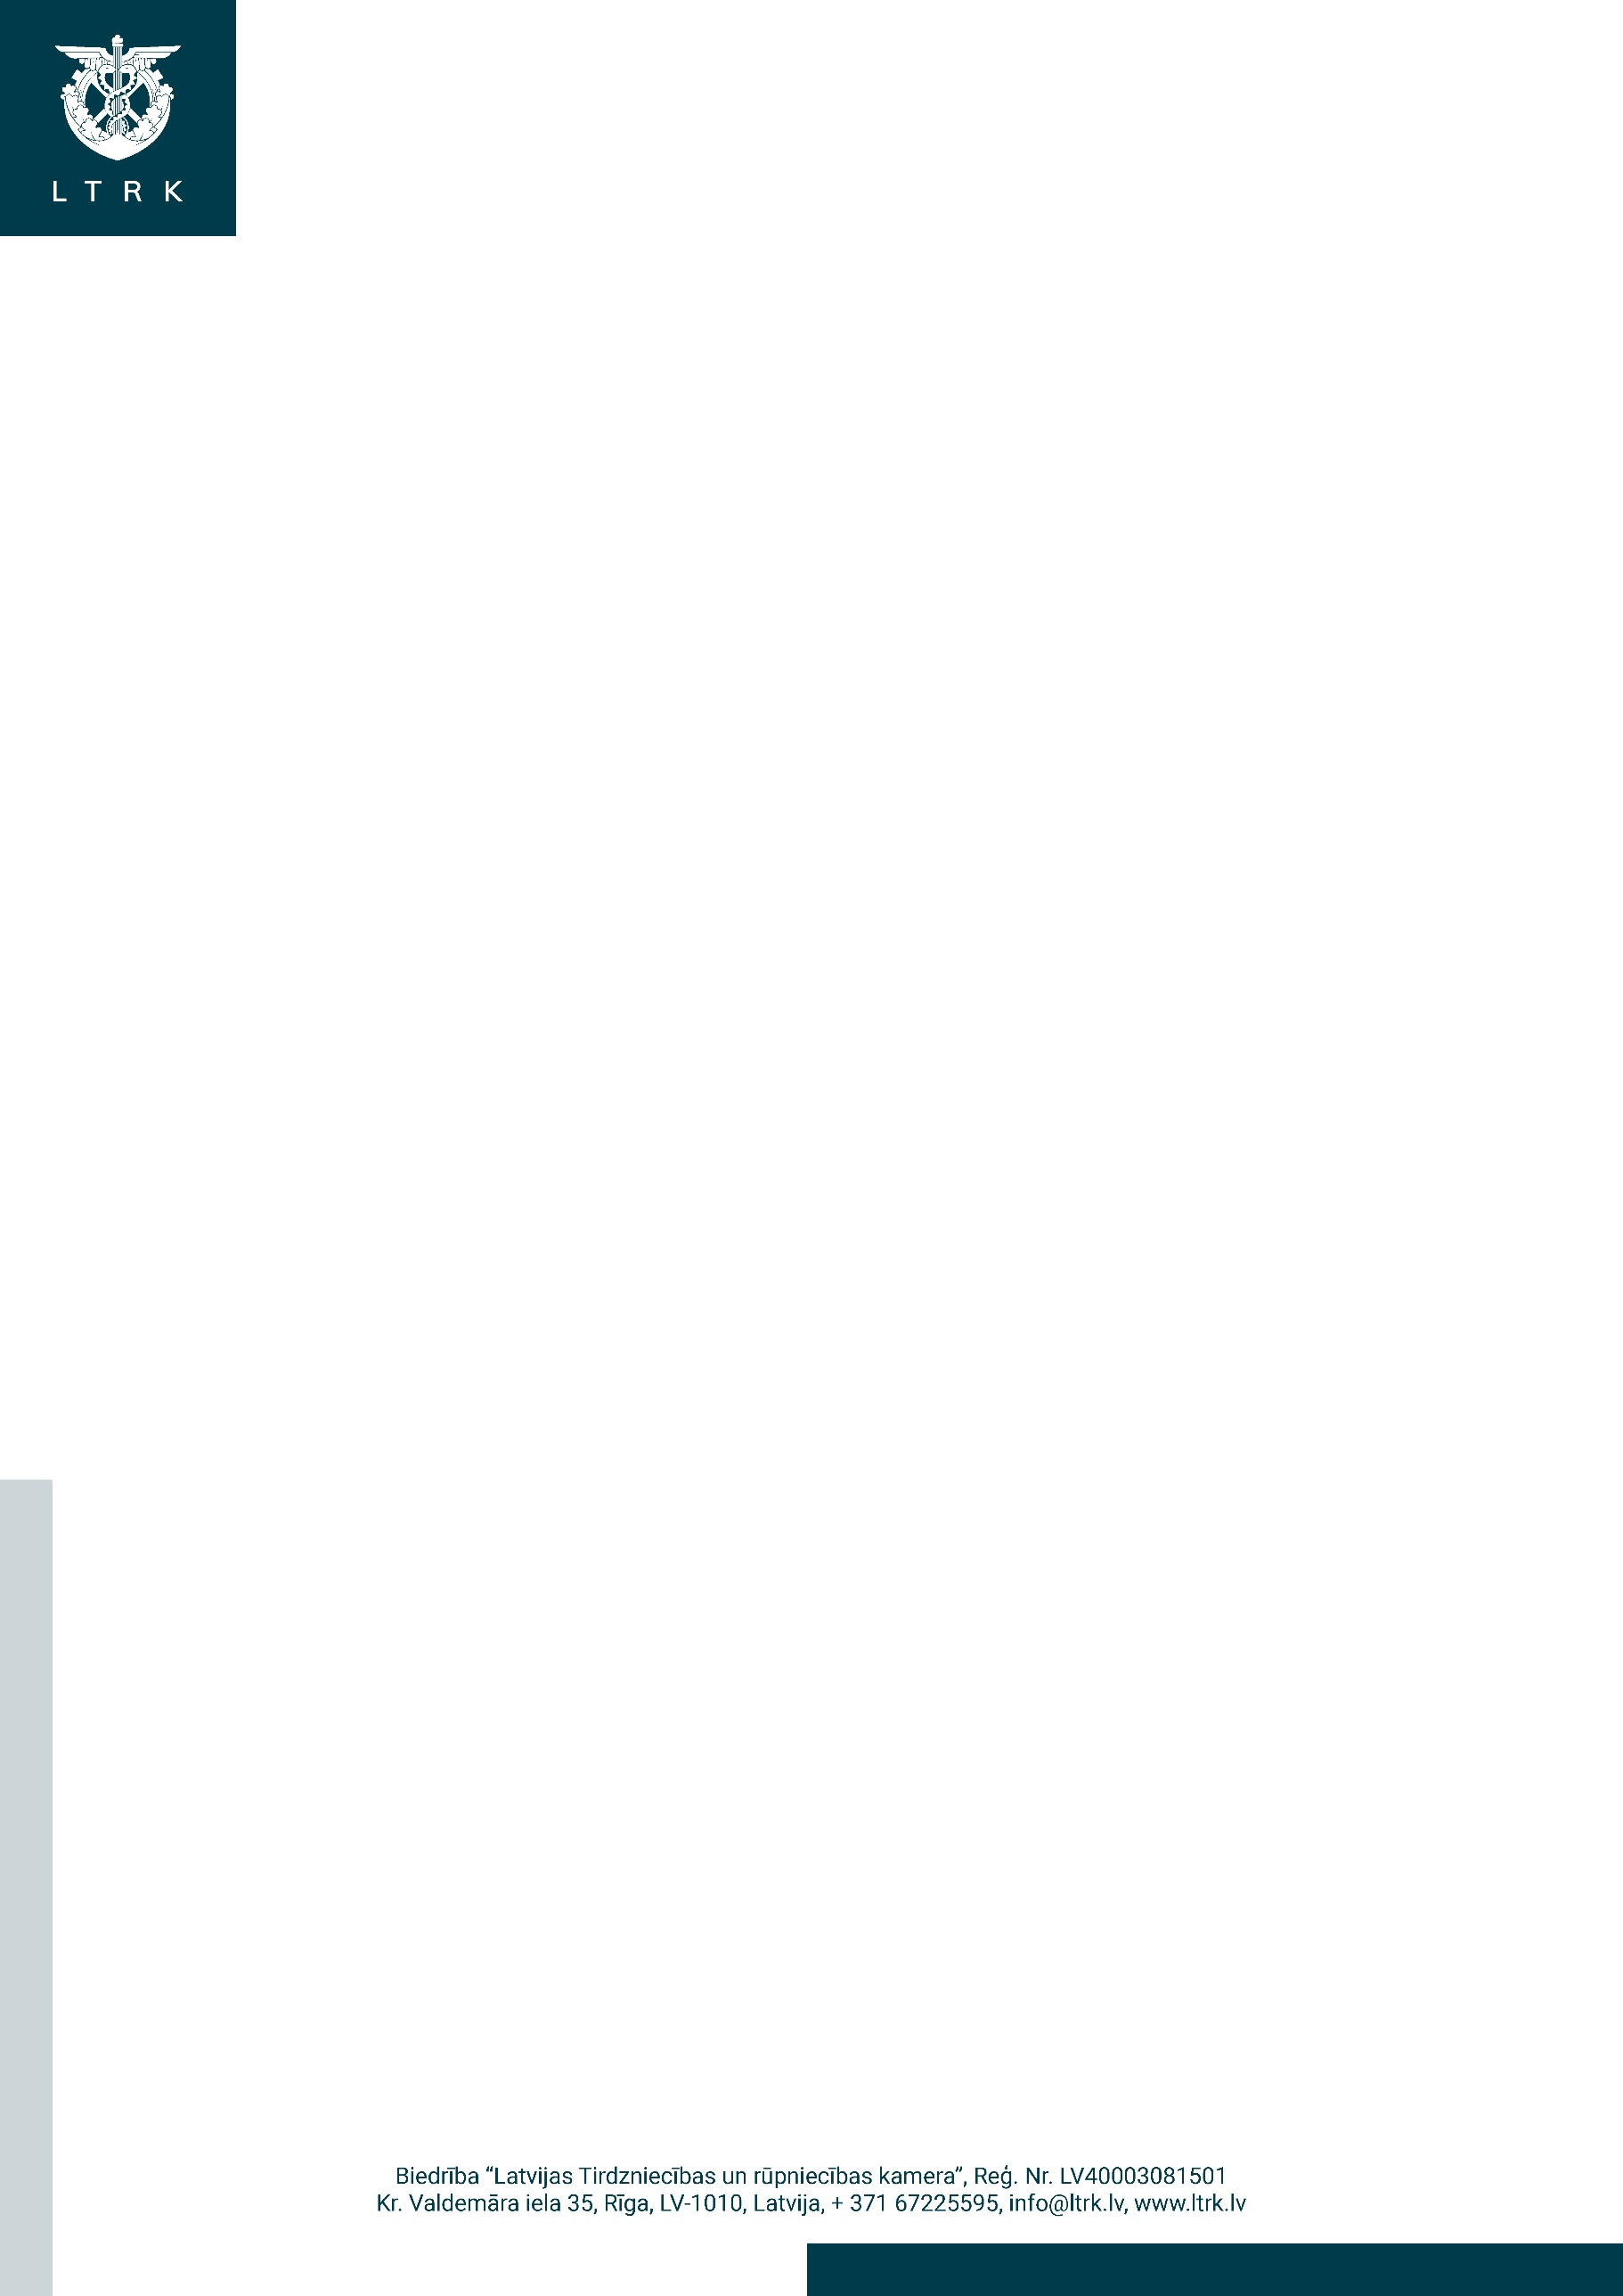 L T R K
Biedrība “Latvijas Tirdzniecības un rūpniecības kamera”, Reģ. Nr. LV40003081501
Kr. Valdemāra iela 35, Rīga, LV-1010, Latvija, + 371 67225595, info@ltrk.lv, www.ltrk.lv